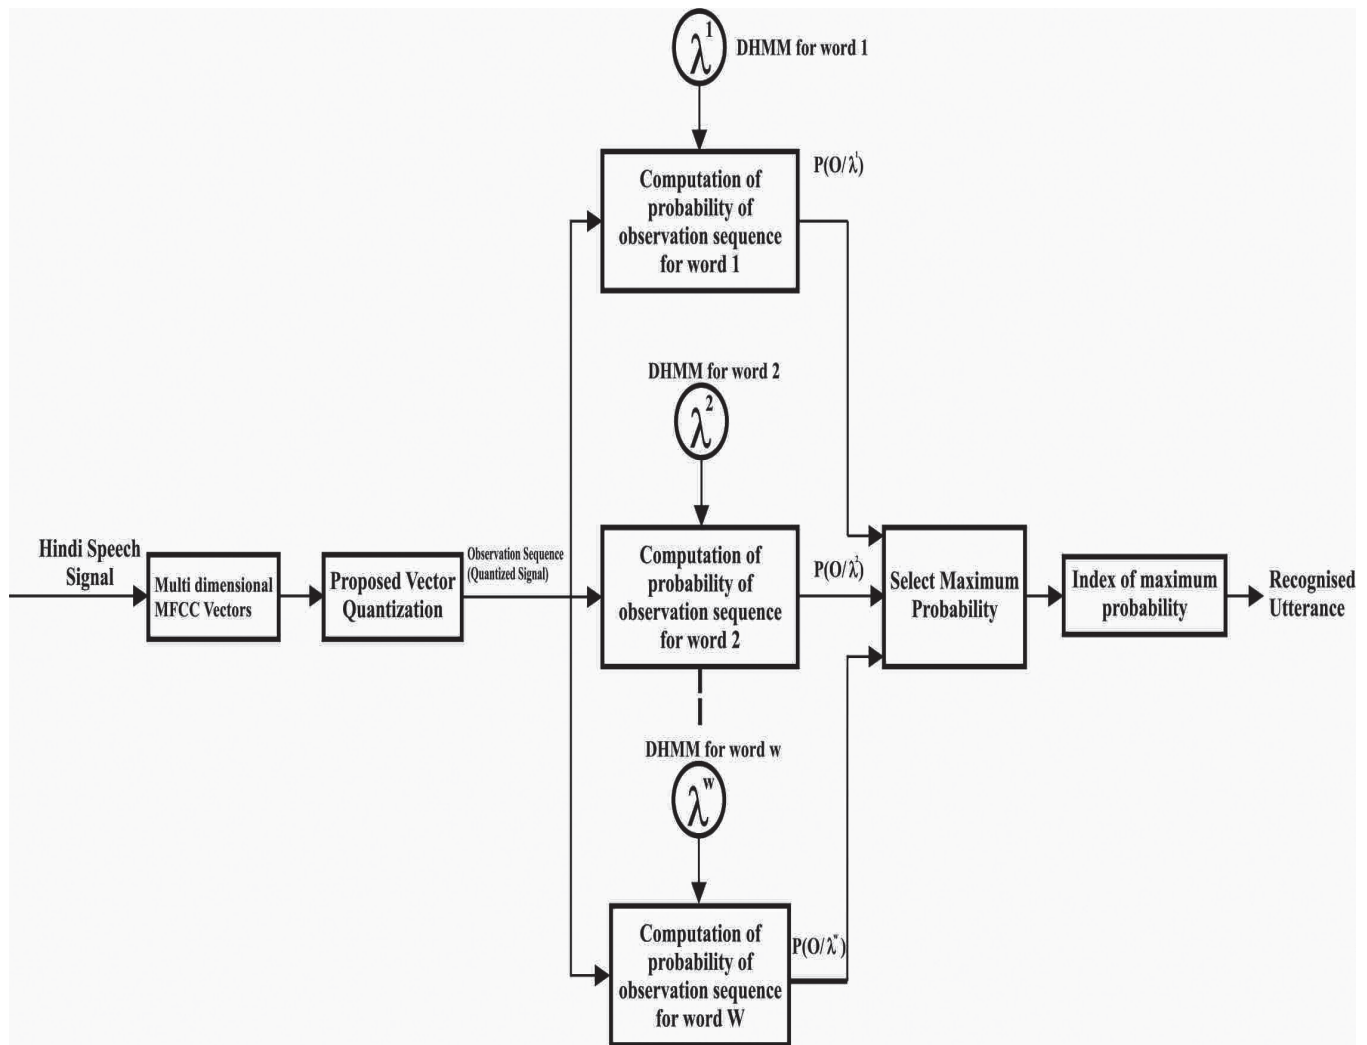 λ¹
DHMM for word 1
Computation of
probability of
observation sequence
for word 1
P(O/λ¹)
DHMM for word 2
λ²
Hindi Speech
Signal
Multi dimensional
MFCC Vectors
Proposed Vector
Quantization
Observation Sequence
(Quantized Signal)
Computation of
probability of
observation sequence
for word 2
P(O/λ²)
Select Maximum
Probability
Index of maximum
probability
Recognised
Utterance
DHMM for word w
λʷ
Computation of
probability of
observation sequence
for word W
P(O/λʷ)